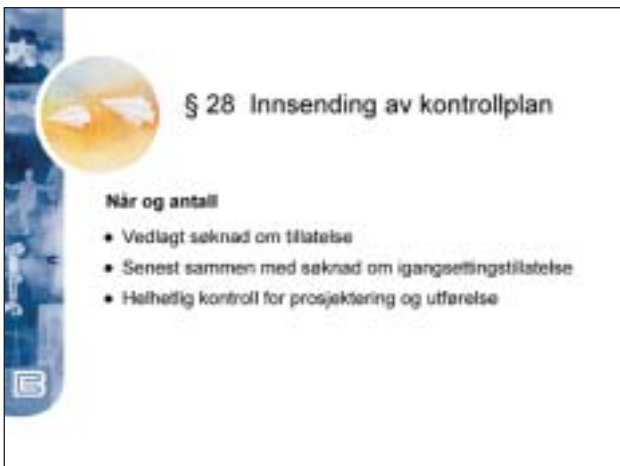 § 28 Innsending av kontrollplan
Når og antall
• Vedlagt søknad om tillatelse
• Senest sammen med søknad om igangsettingstillatelse
• Helhetlig kontroll for prosjektering og utførelse